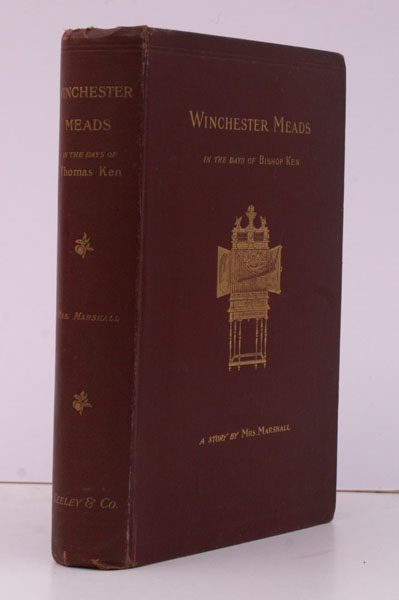 WINCHESTER
MEADS
IN THE DAYS OF
Thomas Ken
MRS. MARSHALL
SEELEY & CO.
WINCHESTER MEADS
IN THE DAYS OF BISHOP KEN
A STORY BY MRS. MARSHALL